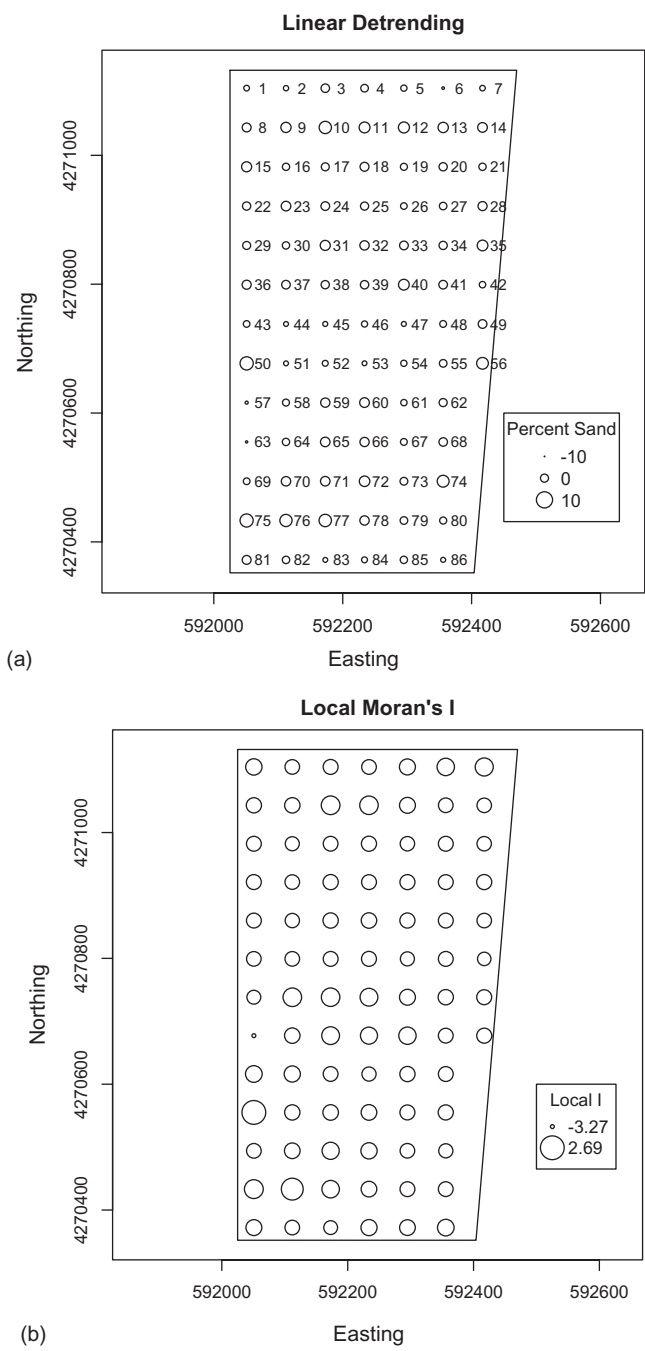 Linear Detrending
1 2 3 4 5 6 7
8 9 10 11 12 13 14
15 16 17 18 19 20 21
22 23 24 25 26 27 28
29 30 31 32 33 34 35
36 37 38 39 40 41 42
43 44 45 46 47 48 49
50 51 52 53 54 55 56
57 58 59 60 61 62
63 64 65 66 67 68
69 70 71 72 73 74
75 76 77 78 79 80
81 82 83 84 85 86
Percent Sand
-10
0
10
4271000
4270800
4270600
4270400
Northing
592000 592200 592400 592600
Easting
(a)
Local Moran's I
Local I
-3.27
2.69
4271000
4270800
4270600
4270400
Northing
592000 592200 592400 592600
Easting
(b)